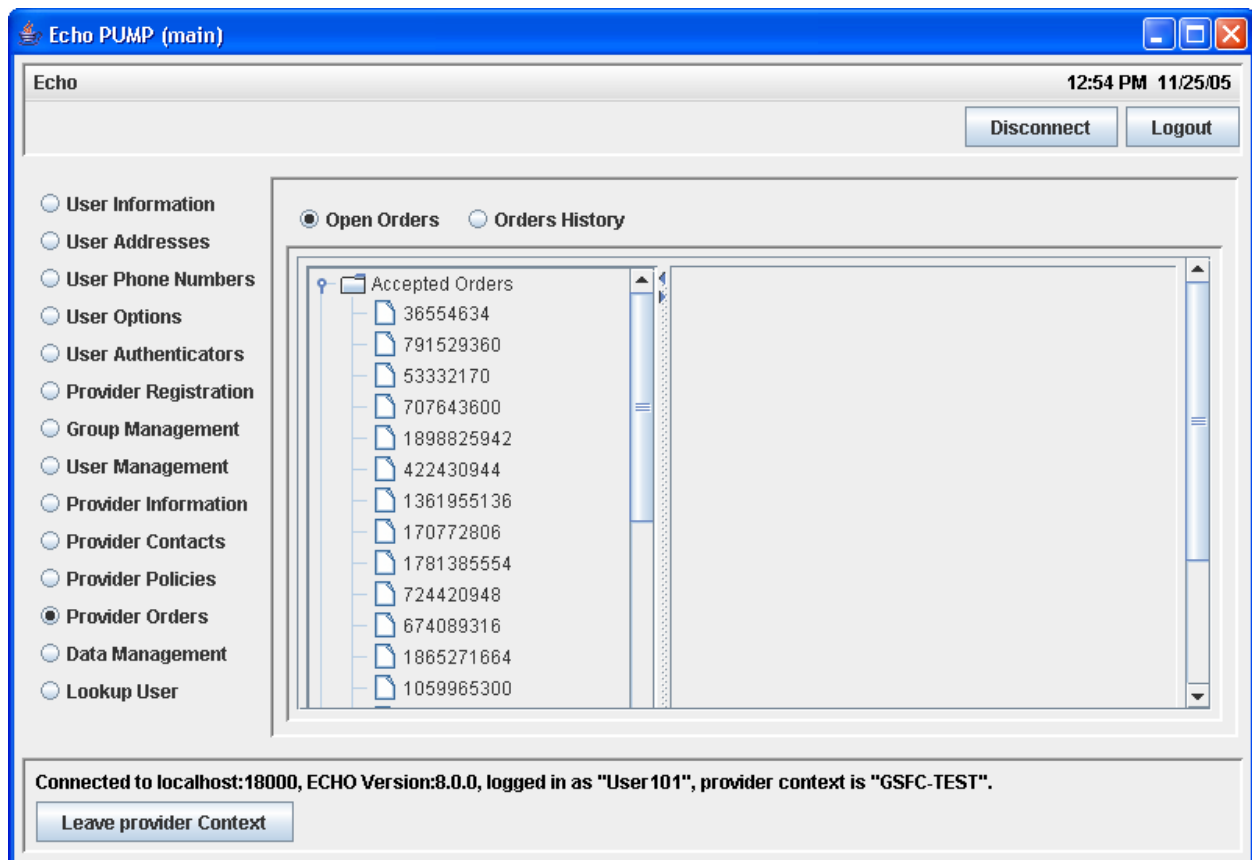 Echo PUMP (main)
Echo
12:54 PM 11/25/05
Disconnect
Logout
User Information
User Addresses
User Phone Numbers
User Options
User Authenticators
Provider Registration
Group Management
User Management
Provider Information
Provider Contacts
Provider Policies
Provider Orders
Data Management
Lookup User
Open Orders
Orders History
Accepted Orders
36554634
791529360
53332170
707643600
1898825942
422430944
1361955136
170772806
1781385554
724420948
674089316
1865271664
1059965300
Connected to localhost:18000, ECHO Version:8.0.0, logged in as "User101", provider context is "GSFC-TEST".
Leave provider Context